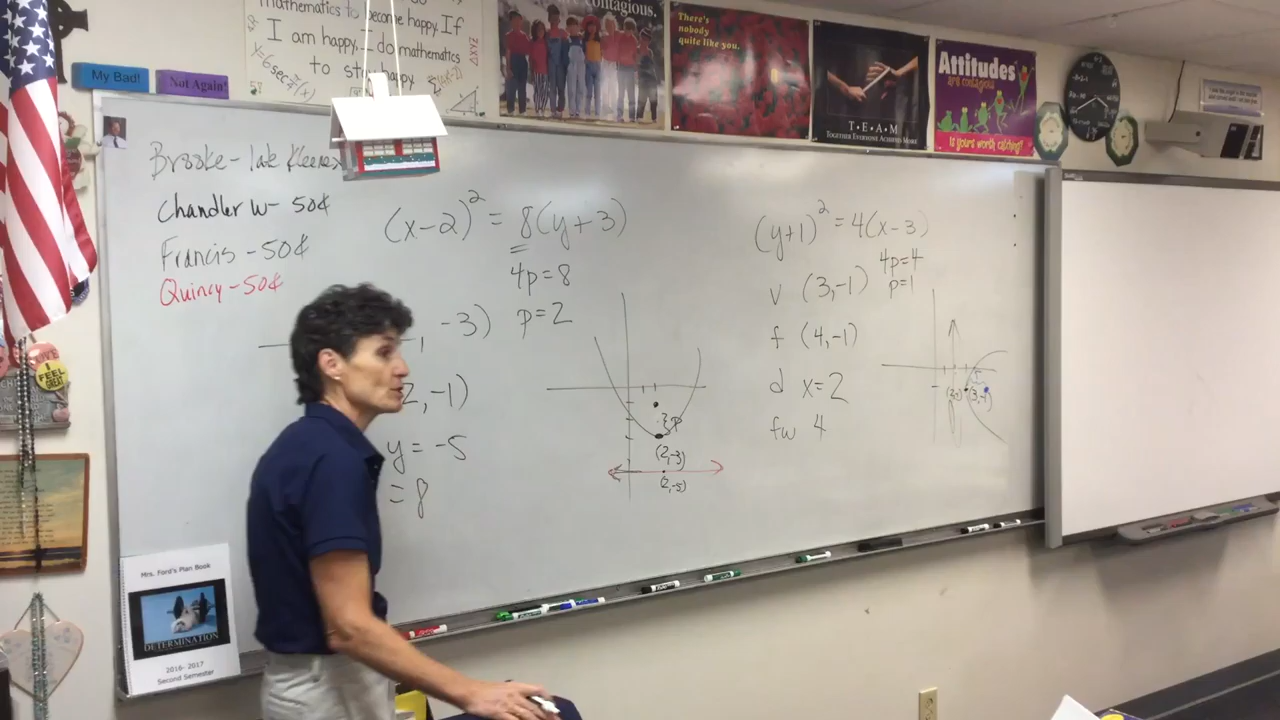 mathematics to become happy. If
I am happy, I do mathematics
to stay happy.
contagious.
There's
nobody
quite like you.
T·E·A·M
TOGETHER EVERYONE ACHIEVES MORE
Attitudes
are contagious
Is yours worth catching?
My Bad!
Not Again!
Brooke - late
Chandler W - 50¢
Francis - 50¢
Quincy - 50¢
(x-2)² = 8(y+3)
4p=8
p=2
, -3)
2, -1)
y = -5
= 8
p
(2,-3)
(2,-5)
(y+1)² = 4(x-3)
4p=4
p=1
v (3,-1)
f (4,-1)
d x=2
fw 4
(3,-1)
I FEEL GREAT
Mrs. Ford's Plan Book
DETERMINATION
2016- 2017
Second Semester